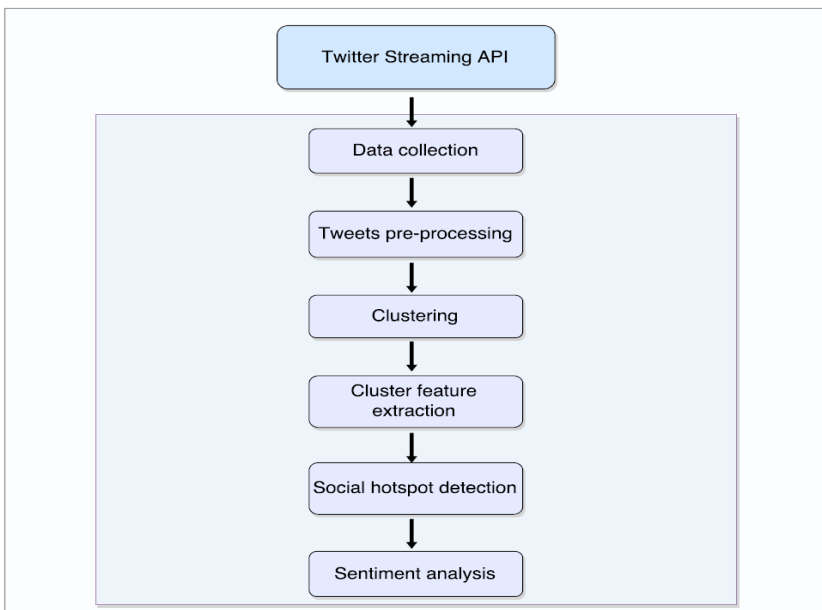 Twitter Streaming API
Data collection
Tweets pre-processing
Clustering
Cluster feature
extraction
Social hotspot detection
Sentiment analysis